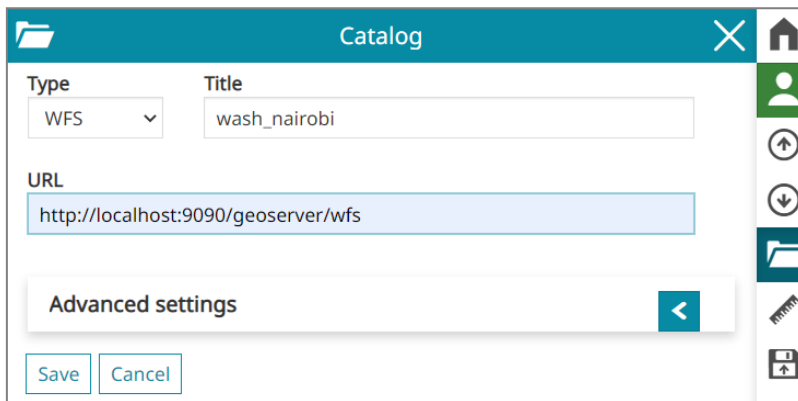 Catalog
Type Title
WFS wash_nairobi
URL
http://localhost:9090/geoserver/wfs
Advanced settings
Save Cancel